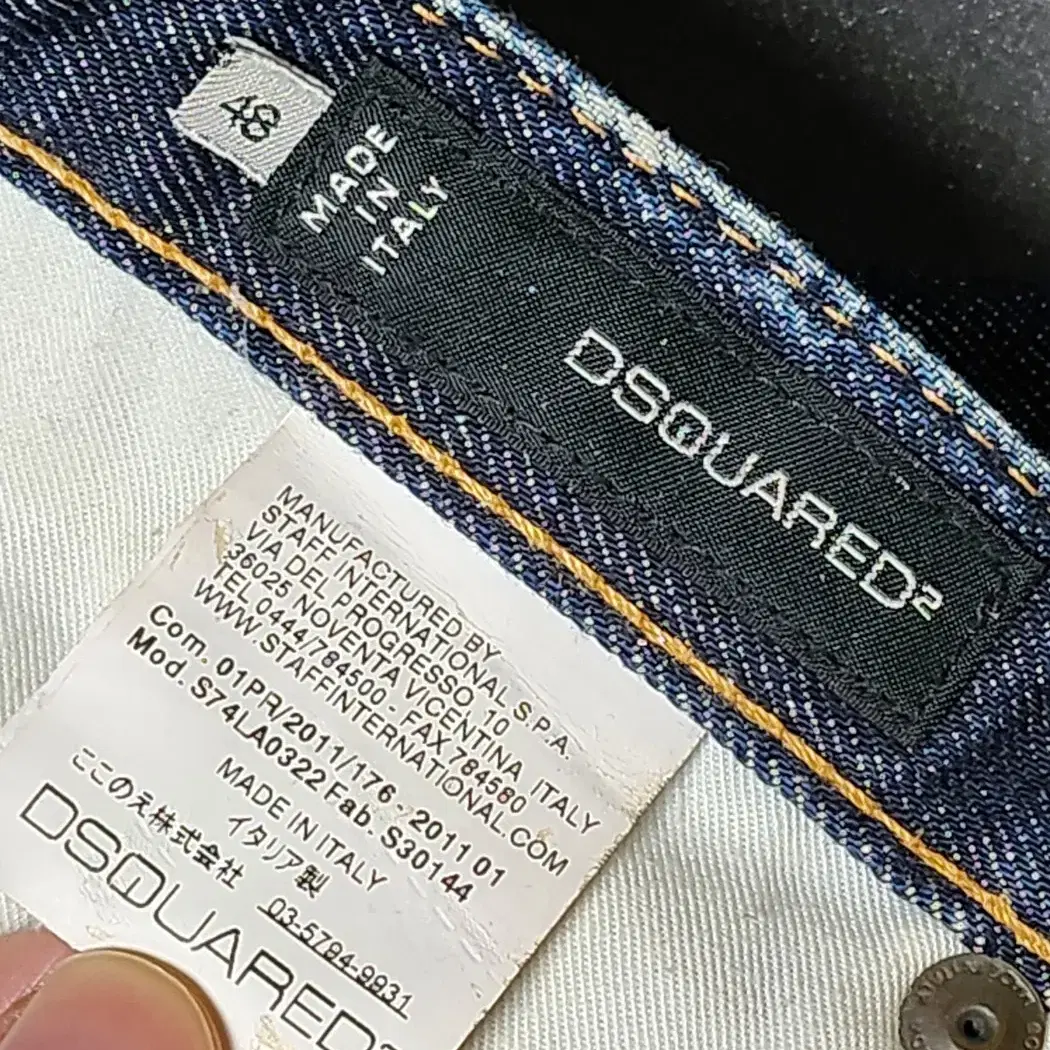 48
MADE
IN
ITALY
DSQUARED2
MANUFACTURED BY
STAFF INTERNATIONAL S.P.A.
VIA DEL PROGRESSO, 10
36025 NOVENTA VICENTINA ITALY
TEL 0444/784500 - FAX 784580
WWW.STAFFINTERNATIONAL.COM
Com. 01PR/2011/176 - 2011 01
Mod. S74LA0322 Fab. S30144
MADE IN ITALY
イタリア製
ここのえ株式会社 03-5794-9931
DSQUARED2